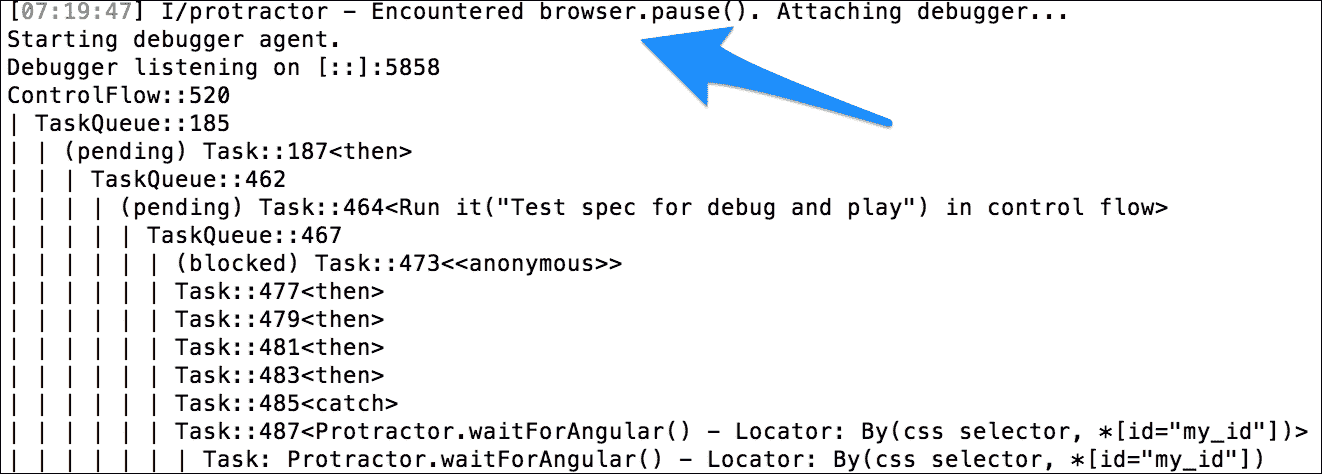 [07:19:47] I/protractor - Encountered browser.pause(). Attaching debugger...
Starting debugger agent.
Debugger listening on [::]:5858
ControlFlow::520
| TaskQueue::185
| | (pending) Task::187<then>
| | | TaskQueue::462
| | | | (pending) Task::464<Run it("Test spec for debug and play") in control flow>
| | | | | TaskQueue::467
| | | | | | (blocked) Task::473<<anonymous>>
| | | | | | Task::477<then>
| | | | | | Task::479<then>
| | | | | | Task::481<then>
| | | | | | Task::483<then>
| | | | | | Task::485<catch>
| | | | | | Task::487<Protractor.waitForAngular() - Locator: By(css selector, *[id="my_id"])>
| | | | | | | Task: Protractor.waitForAngular() - Locator: By(css selector, *[id="my_id"])